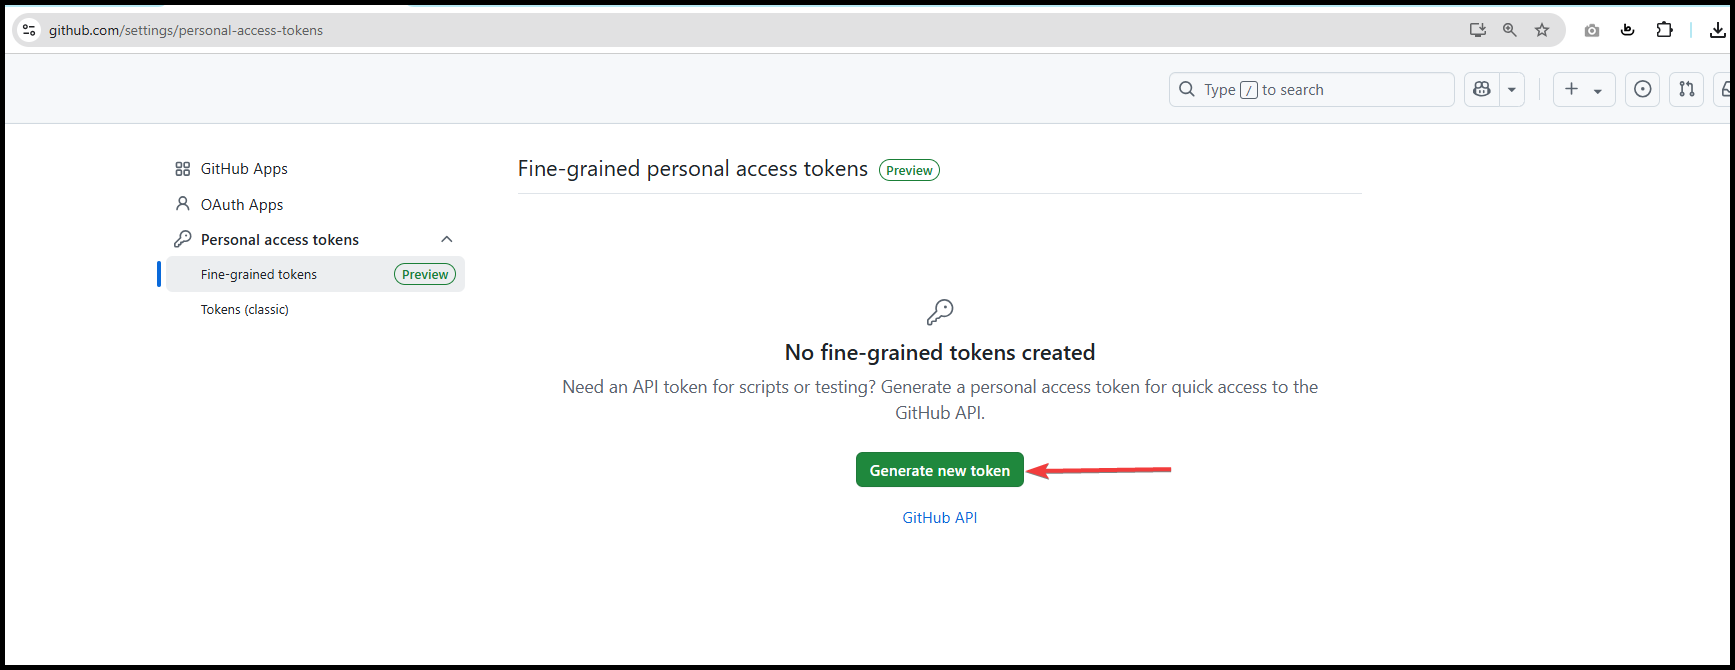 github.com/settings/personal-access-tokens
Type / to search
GitHub Apps
OAuth Apps
Personal access tokens
Fine-grained tokens Preview
Tokens (classic)
Fine-grained personal access tokens Preview
No fine-grained tokens created
Need an API token for scripts or testing? Generate a personal access token for quick access to the
GitHub API.
Generate new token
GitHub API